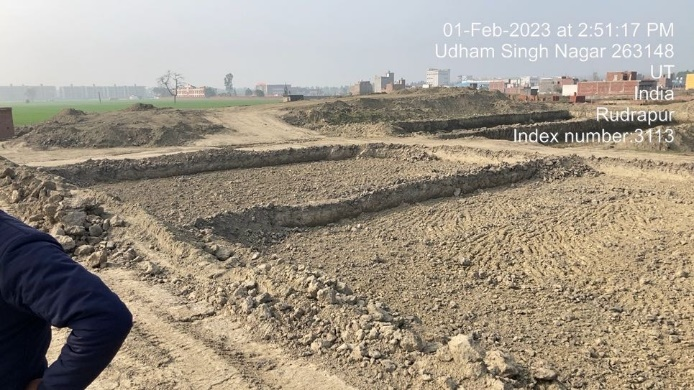 01-Feb-2023 at 2:51:17 PM
Udham Singh Nagar 263148
UT
India
Rudrapur
Index number:3113